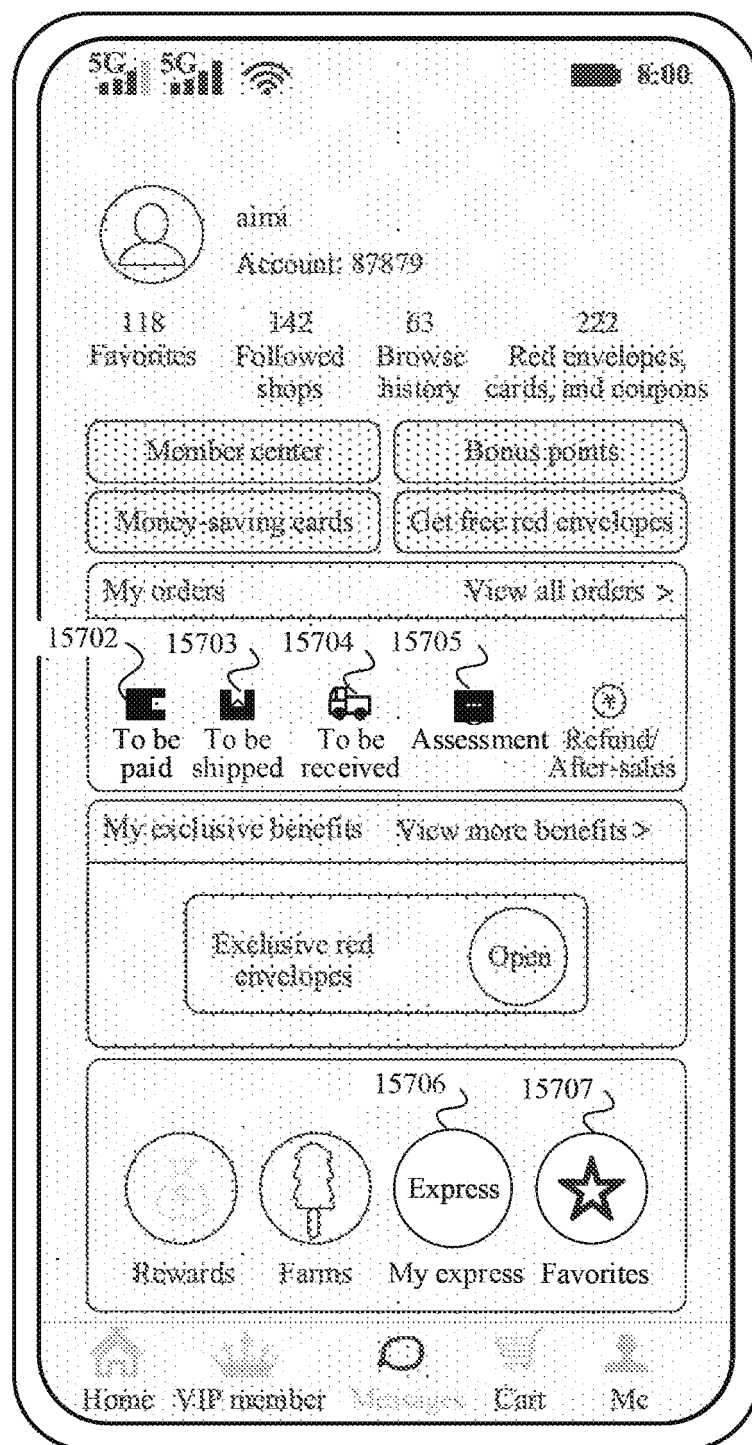 5G 5G 8:00
aimi
Account: 87879
118 142 63 222
Favorites Followed Browse Red envelopes,
shops history cards, and coupons
Member center Bonus points
Money-saving cards Get free red envelopes
My orders View all orders >
15702 15703 15704 15705
To be To be To be Assessment Refund/
paid shipped received After-sales
My exclusive benefits View more benefits >
Exclusive red Open
envelopes
15706 15707
Express
Rewards Farms My express Favorites
Home VIP member Messages Cart Me